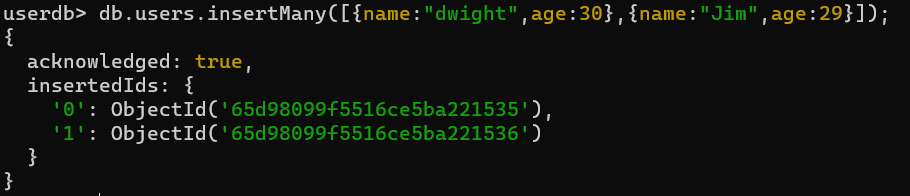 userdb> db.users.insertMany([{name:"dwight",age:30},{name:"Jim",age:29}]);
{
  acknowledged: true,
  insertedIds: {
    '0': ObjectId('65d98099f5516ce5ba221535'),
    '1': ObjectId('65d98099f5516ce5ba221536')
  }
}